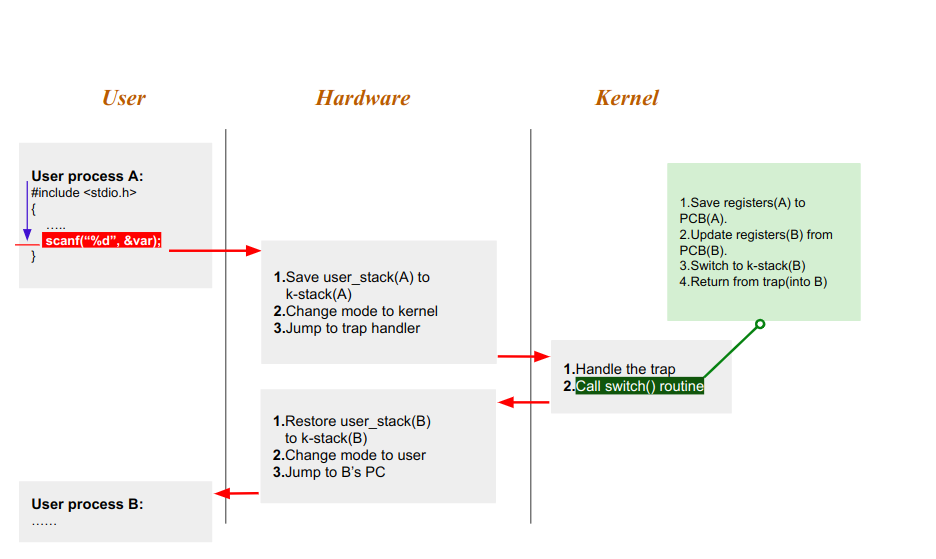 User
Hardware
Kernel
User process A:
#include <stdio.h>
{
.....
scanf(“%d”, &var);
}
1.Save user_stack(A) to
k-stack(A)
2.Change mode to kernel
3.Jump to trap handler
1.Save registers(A) to
PCB(A).
2.Update registers(B) from
PCB(B).
3.Switch to k-stack(B)
4.Return from trap(into B)
1.Handle the trap
2.Call switch() routine
1.Restore user_stack(B)
to k-stack(B)
2.Change mode to user
3.Jump to B’s PC
User process B:
......